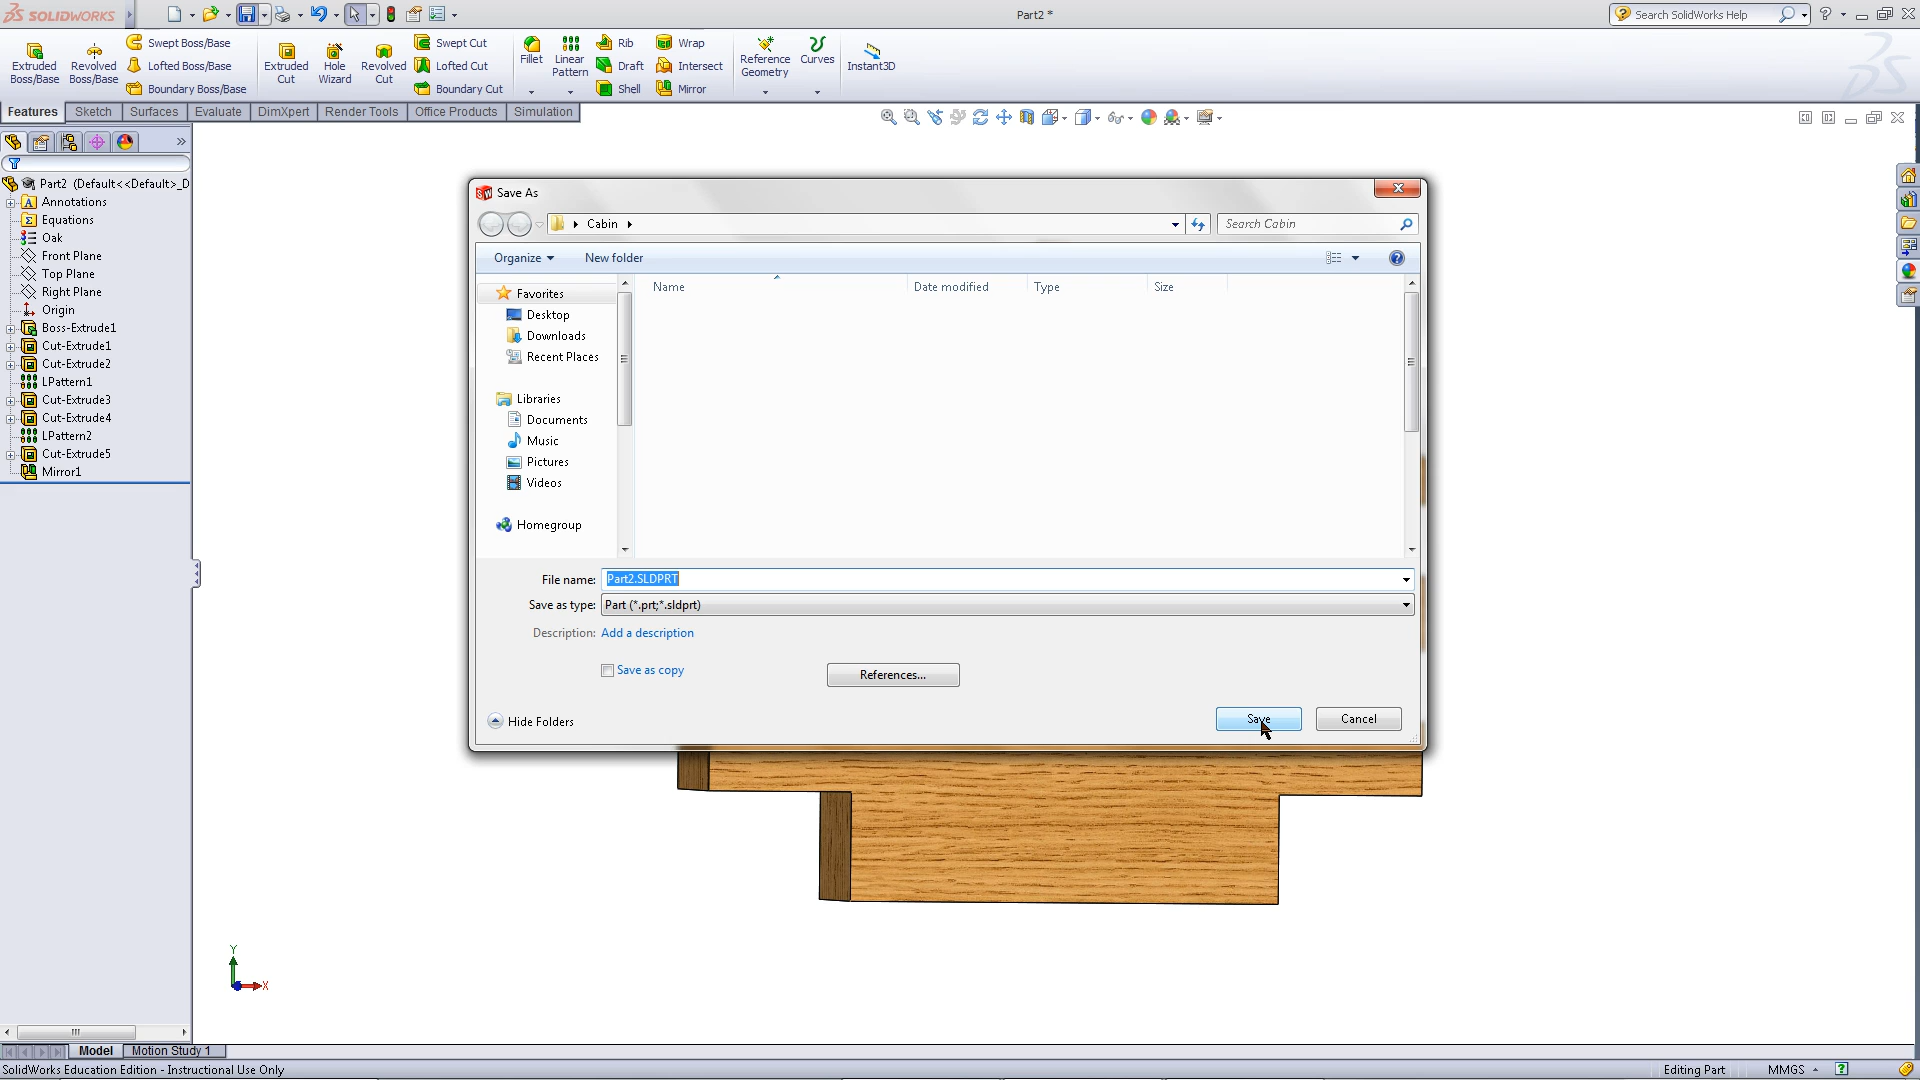 SOLIDWORKS
Part2 *
Search SolidWorks Help
Extruded Boss/Base
Revolved Boss/Base
Swept Boss/Base
Lofted Boss/Base
Boundary Boss/Base
Extruded Cut
Hole Wizard
Revolved Cut
Swept Cut
Lofted Cut
Boundary Cut
Fillet
Linear Pattern
Rib
Draft
Shell
Wrap
Intersect
Mirror
Reference Geometry
Curves
Instant3D
Features
Sketch
Surfaces
Evaluate
DimXpert
Render Tools
Office Products
Simulation
Part2 (Default<<Default>_D
Annotations
Equations
Oak
Front Plane
Top Plane
Right Plane
Origin
Boss-Extrude1
Cut-Extrude1
Cut-Extrude2
LPattern1
Cut-Extrude3
Cut-Extrude4
LPattern2
Cut-Extrude5
Mirror1
Save As
Cabin
Search Cabin
Organize
New folder
Favorites
Desktop
Downloads
Recent Places
Libraries
Documents
Music
Pictures
Videos
Homegroup
Name
Date modified
Type
Size
File name: Part2.SLDPRT
Save as type: Part (*.prt;*.sldprt)
Description: Add a description
Save as copy
References...
Hide Folders
Save
Cancel
Y
X
Model
Motion Study 1
SolidWorks Education Edition - Instructional Use Only
Editing Part
MMGS